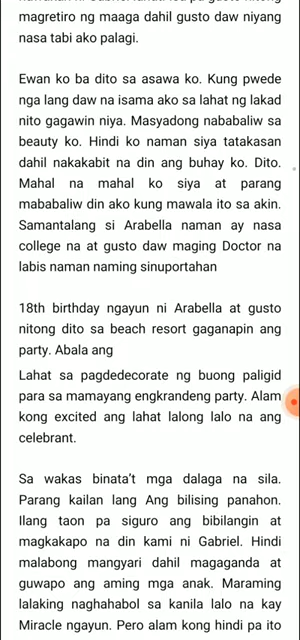 magretiro ng maaga dahil gusto daw niyang
nasa tabi ako palagi.
Ewan ko ba dito sa asawa ko. Kung pwede
nga lang daw na isama ako sa lahat ng lakad
nito gagawin niya. Masyadong nababaliw sa
beauty ko. Hindi ko naman siya tatakasan
dahil nakakabit na din ang buhay ko. Dito.
Mahal na mahal ko siya at parang
mababaliw din ako kung mawala ito sa akin.
Samantalang si Arabella naman ay nasa
college na at gusto daw maging Doctor na
labis naman naming sinuportahan
18th birthday ngayun ni Arabella at gusto
nitong dito sa beach resort gaganapin ang
party. Abala ang
Lahat sa pagdedecorate ng buong paligid
para sa mamayang engkrandeng party. Alam
kong excited ang lahat lalong lalo na ang
celebrant.
Sa wakas binata't mga dalaga na sila.
Parang kailan lang Ang bilising panahon.
Ilang taon pa siguro ang bibilangin at
magkakapo na din kami ni Gabriel. Hindi
malabong mangyari dahil magaganda at
guwapo ang aming mga anak. Maraming
lalaking naghahabol sa kanila lalo na kay
Miracle ngayun. Pero alam kong hindi pa ito